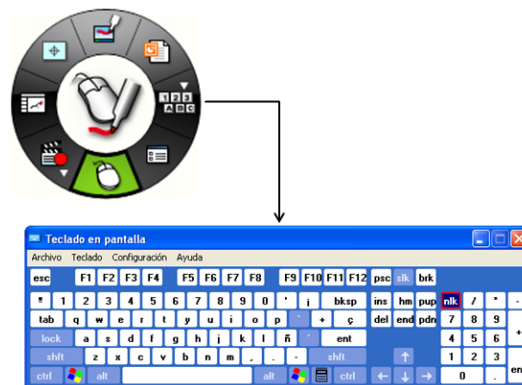 123
ABC
Teclado en pantalla
Archivo Teclado Configuración Ayuda
esc F1 F2 F3 F4 F5 F6 F7 F8 F9 F10 F11 F12 psc slk brk
1 2 3 4 5 6 7 8 9 0 ' ¡ bksp ins hm pup nlk / * -
tab q w e r t y u i o p ` + ç del end pdn 7 8 9 +
lock a s d f g h j k l ñ ´ ent 4 5 6
shft z x c v b n m , . - shft ↑ 1 2 3
ctrl alt alt ctrl ← ↓ → 0 .